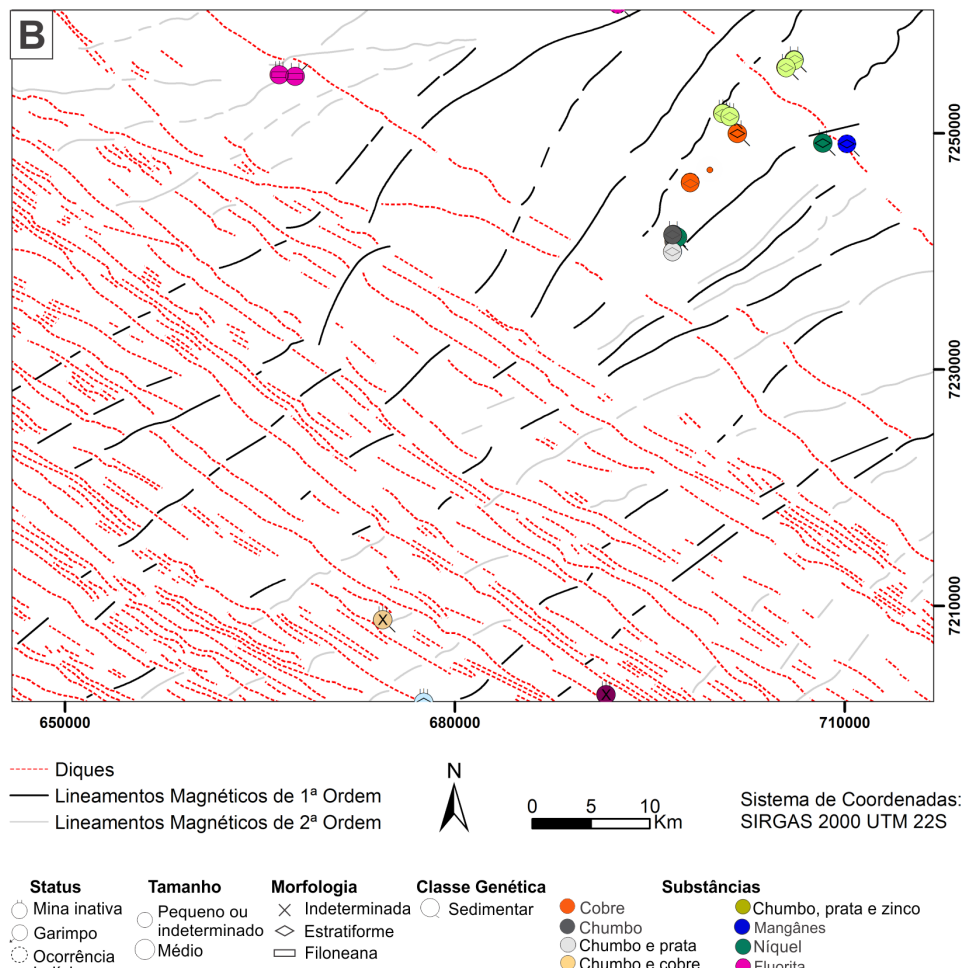 B
7250000
7230000
7210000
650000
680000
710000
Diques
Lineamentos Magnéticos de 1ª Ordem
Lineamentos Magnéticos de 2ª Ordem
N
0 5 10
Km
Sistema de Coordenadas:
SIRGAS 2000 UTM 22S
Status
Mina inativa
Garimpo
Ocorrência
Tamanho
Pequeno ou
indeterminado
Médio
Morfologia
Indeterminada
Estratiforme
Filoneana
Classe Genética
Sedimentar
Substâncias
Cobre
Chumbo
Chumbo e prata
Chumbo e cobre
Chumbo, prata e zinco
Mangânes
Níquel
Fluorita